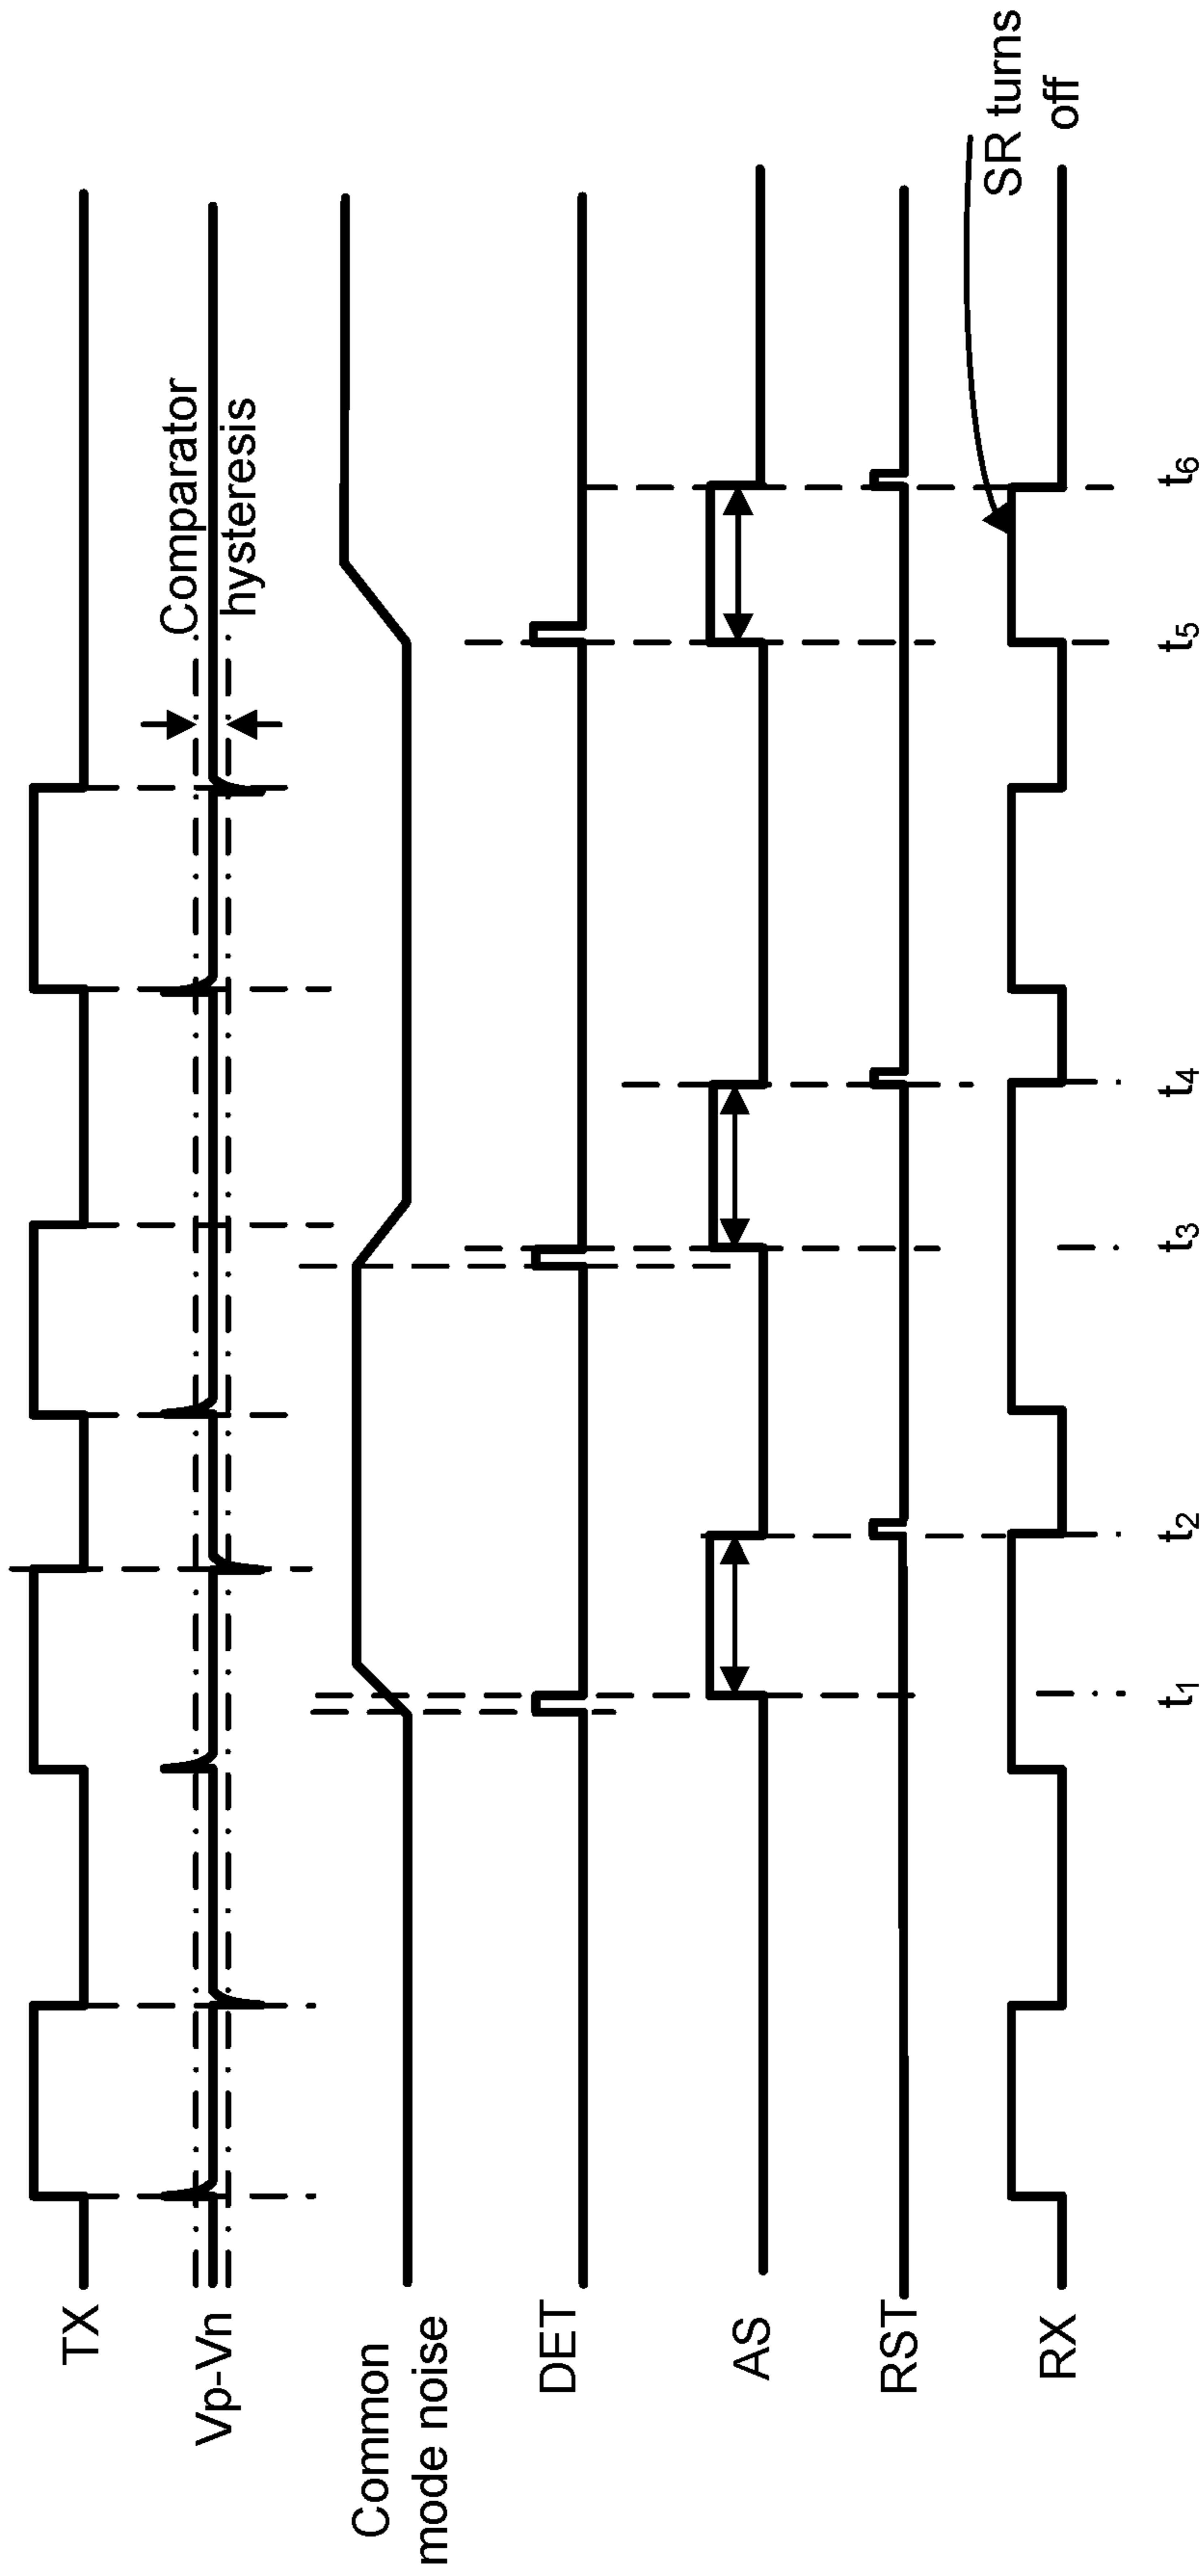 TX
Vp-Vn
Comparator
hysteresis
Common
mode noise
DET
AS
RST
RX
SR turns
off
t1
t2
t3
t4
t5
t6